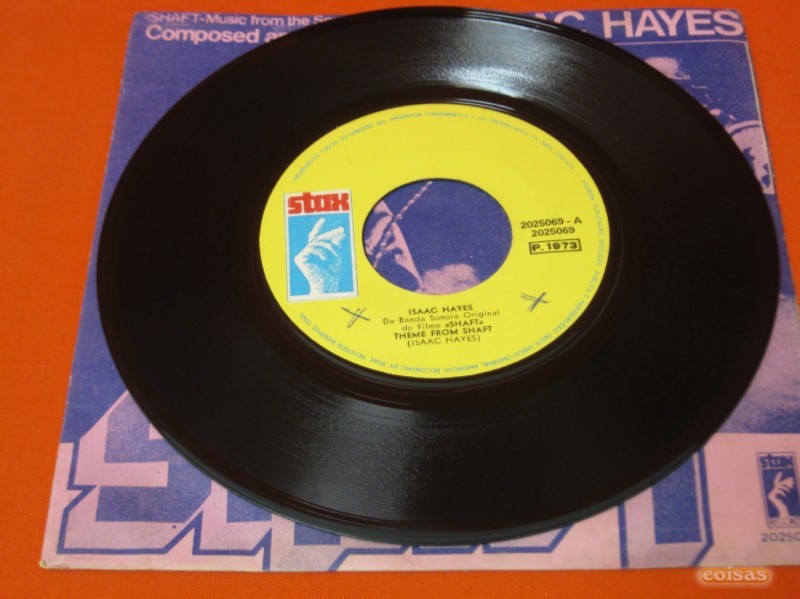 SHAFT-Music from the So
Composed a
AC HAYES
stax
2025069 - A
2025069
P. 1973
ISAAC HAYES
Da Banda Sonora Original
do Filme «SHAFT»
THEME FROM SHAFT
(ISAAC HAYES)
stax
2025
coisas